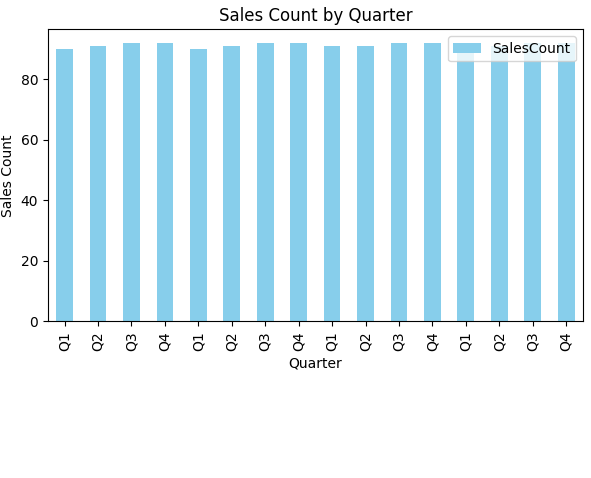 Sales Count by Quarter
SalesCount
80
60
40
20
0
Sales Count
Q1 Q2 Q3 Q4 Q1 Q2 Q3 Q4 Q1 Q2 Q3 Q4 Q1 Q2 Q3 Q4
Quarter